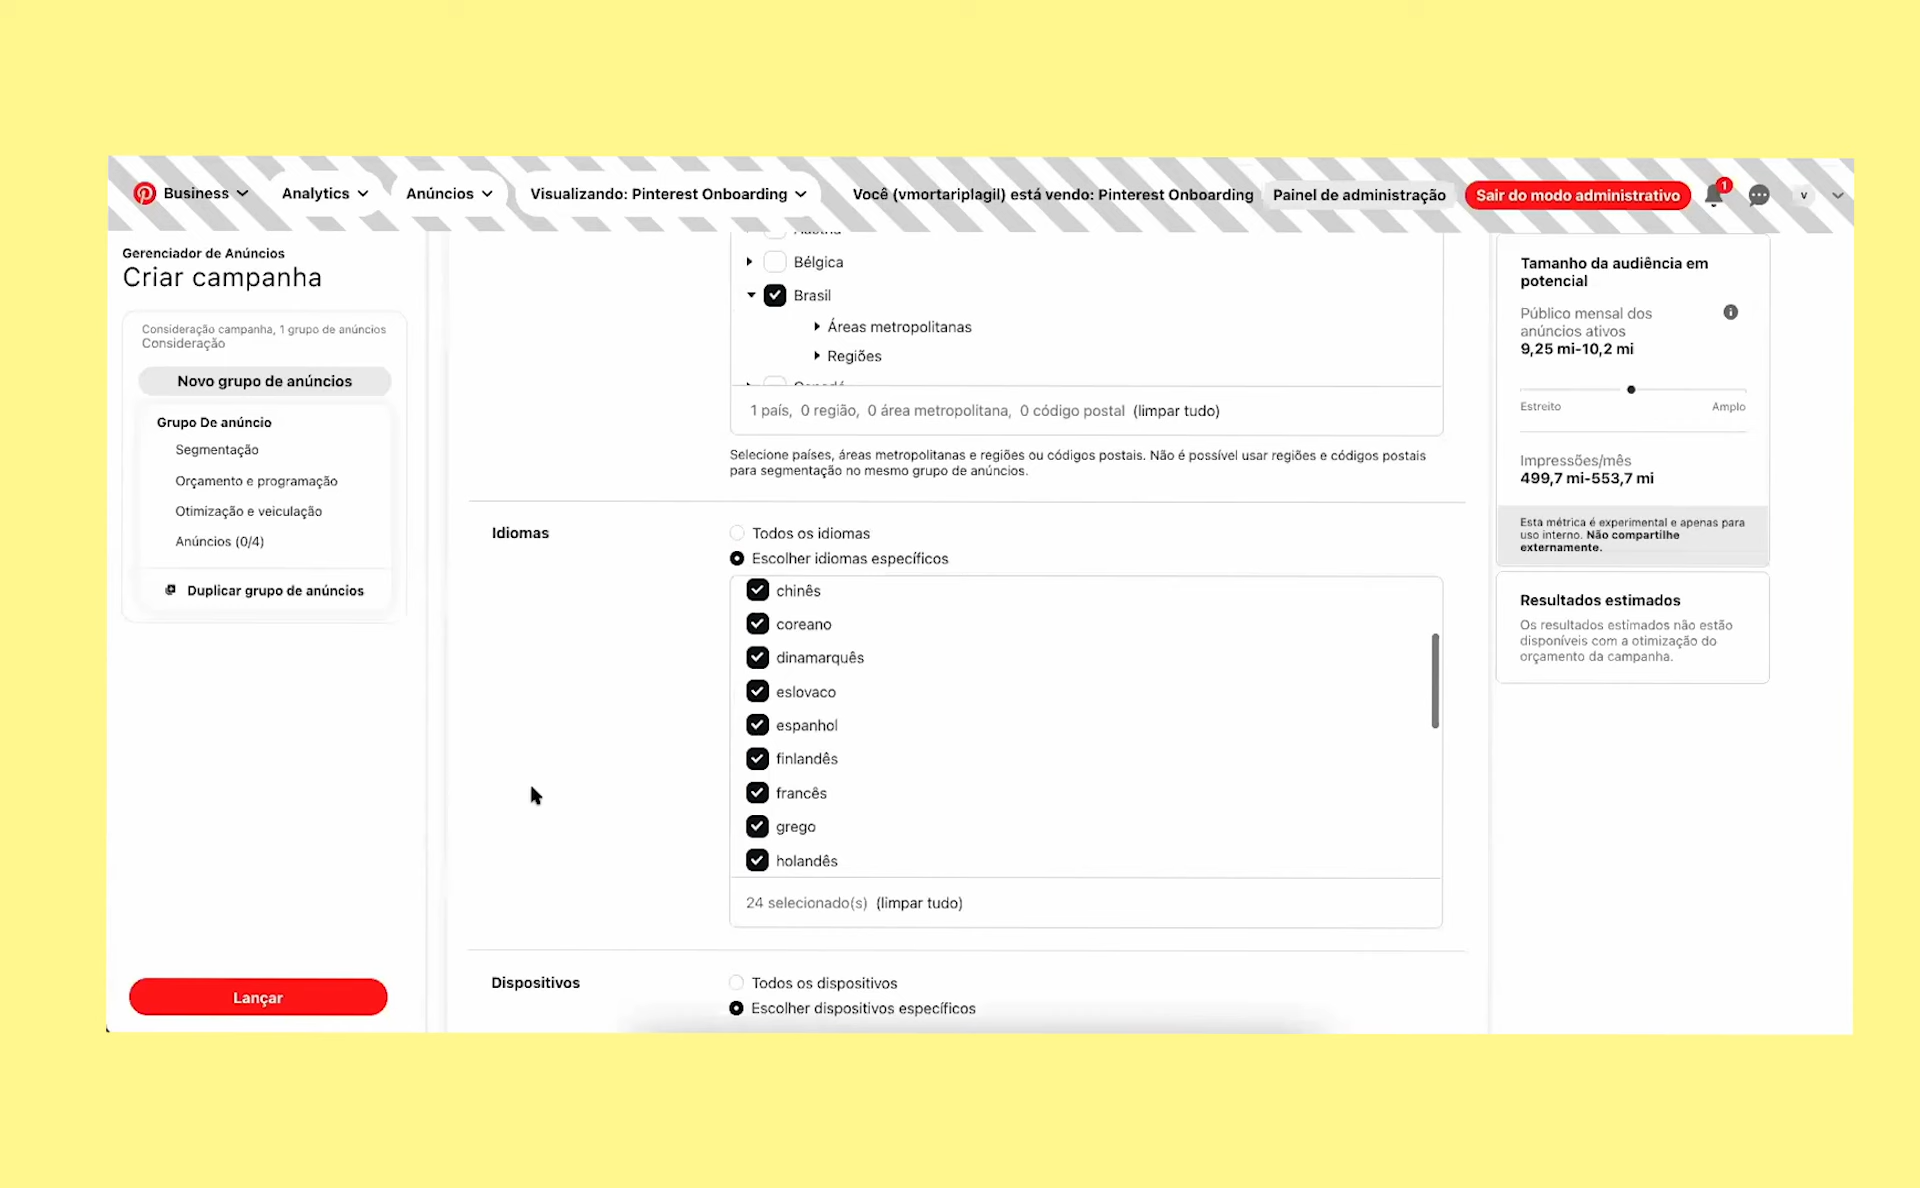 Business
Analytics
Anúncios
Visualizando: Pinterest Onboarding
Você (vmortariplagil) está vendo: Pinterest Onboarding
Painel de administração
Sair do modo administrativo
1
v
Gerenciador de Anúncios
Criar campanha
Consideração campanha, 1 grupo de anúncios
Consideração
Novo grupo de anúncios
Grupo De anúncio
Segmentação
Orçamento e programação
Otimização e veiculação
Anúncios (0/4)
Duplicar grupo de anúncios
Lançar
Bélgica
Brasil
Áreas metropolitanas
Regiões
1 país, 0 região, 0 área metropolitana, 0 código postal (limpar tudo)
Selecione países, áreas metropolitanas e regiões ou códigos postais. Não é possível usar regiões e códigos postais
para segmentação no mesmo grupo de anúncios.
Idiomas
Todos os idiomas
Escolher idiomas específicos
chinês
coreano
dinamarquês
eslovaco
espanhol
finlandês
francês
grego
holandês
24 selecionado(s) (limpar tudo)
Dispositivos
Todos os dispositivos
Escolher dispositivos específicos
Tamanho da audiência em
potencial
Público mensal dos
anúncios ativos
9,25 mi-10,2 mi
Estreito
Amplo
Impressões/mês
499,7 mi-553,7 mi
Esta métrica é experimental e apenas para
uso interno. Não compartilhe
externamente.
Resultados estimados
Os resultados estimados não estão
disponíveis com a otimização do
orçamento da campanha.